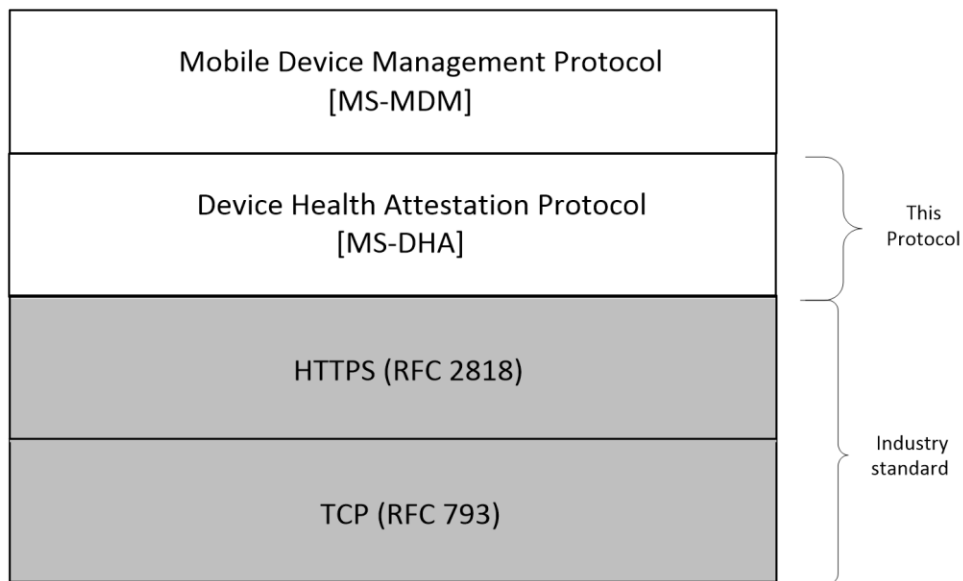 Mobile Device Management Protocol
[MS-MDM]
Device Health Attestation Protocol
[MS-DHA]
This
Protocol
HTTPS (RFC 2818)
TCP (RFC 793)
Industry
standard